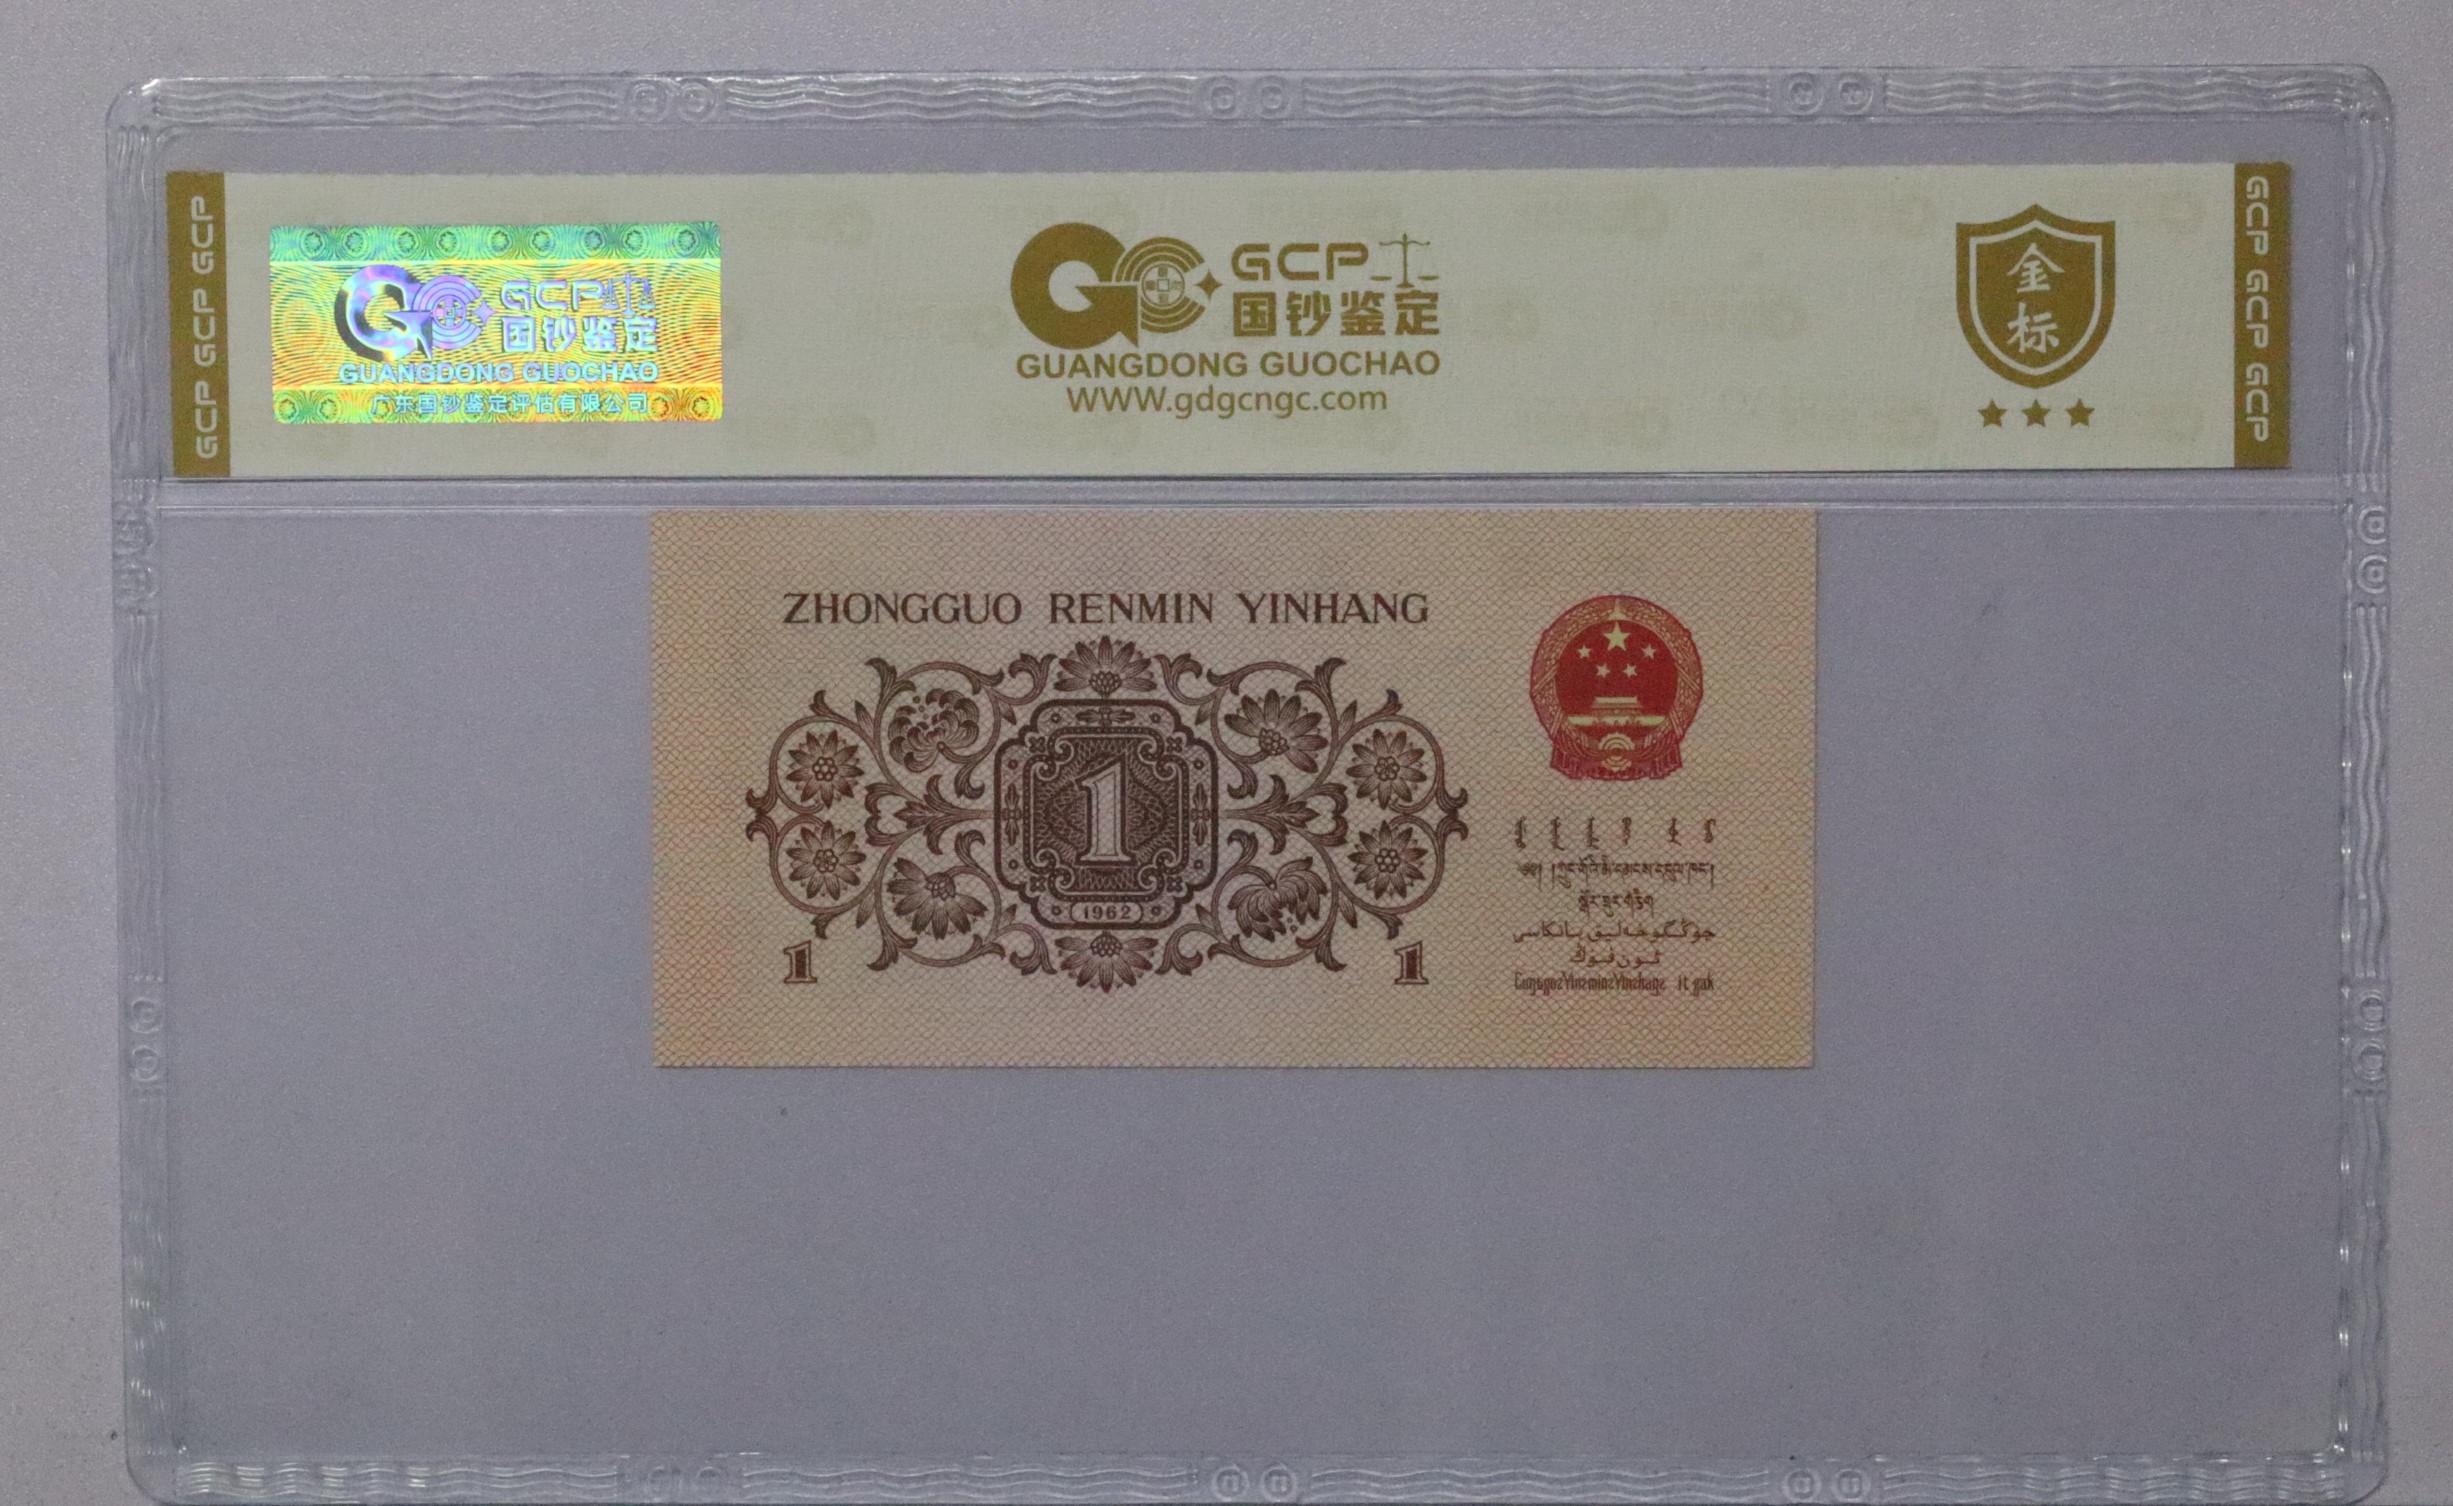 GCP GCP GCP
GCP
国钞鉴定
GUANGDONG GUOCHAO
广东国钞鉴定评估有限公司
GCP
国钞鉴定
GUANGDONG GUOCHAO
WWW.gdgcngc.com
金
标
GCP GCP GCP
ZHONGGUO RENMIN YINHANG
1
1962
1
1